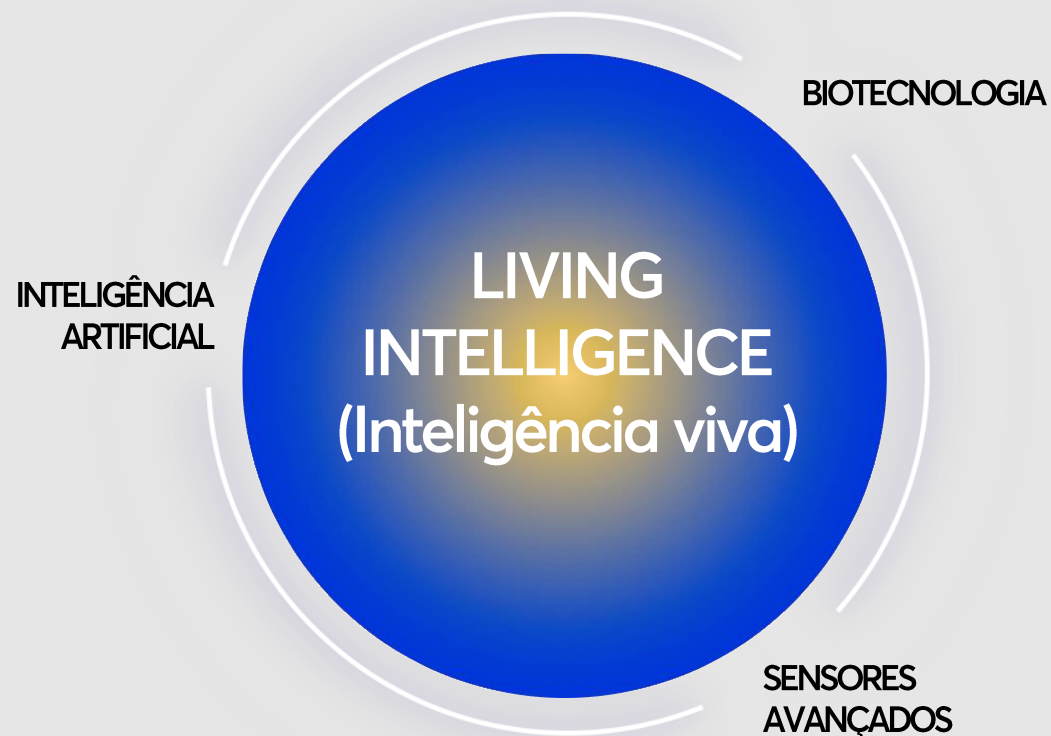 BIOTECNOLOGIA
LIVING
INTELLIGENCE
(Inteligência viva)
INTELIGÊNCIA
ARTIFICIAL
SENSORES
AVANÇADOS